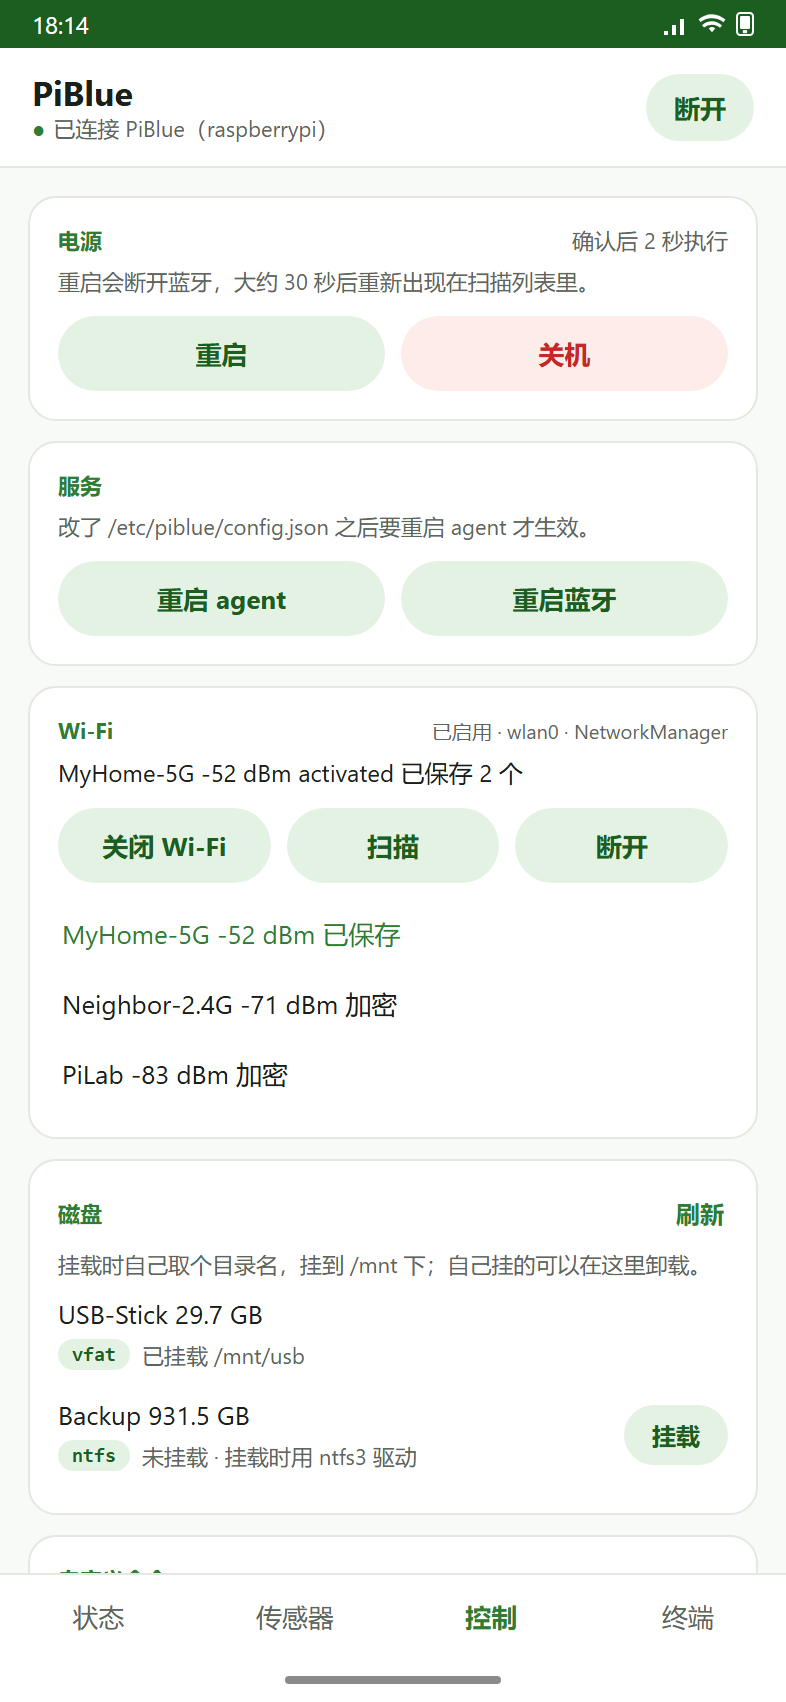 18:14
PiBlue
断开
已连接 PiBlue（raspberrypi）
电源
确认后 2 秒执行
重启会断开蓝牙，大约 30 秒后重新出现在扫描列表里。
重启
关机
服务
改了 /etc/piblue/config.json 之后要重启 agent 才生效。
重启 agent
重启蓝牙
Wi-Fi
已启用 · wlan0 · NetworkManager
MyHome-5G -52 dBm activated 已保存 2 个
关闭 Wi-Fi
扫描
断开
MyHome-5G -52 dBm 已保存
Neighbor-2.4G -71 dBm 加密
PiLab -83 dBm 加密
磁盘
刷新
挂载时自己取个目录名，挂到 /mnt 下；自己挂的可以在这里卸载。
USB-Stick 29.7 GB
vfat 已挂载 /mnt/usb
Backup 931.5 GB
挂载
ntfs 未挂载 · 挂载时用 ntfs3 驱动
状态
传感器
控制
终端